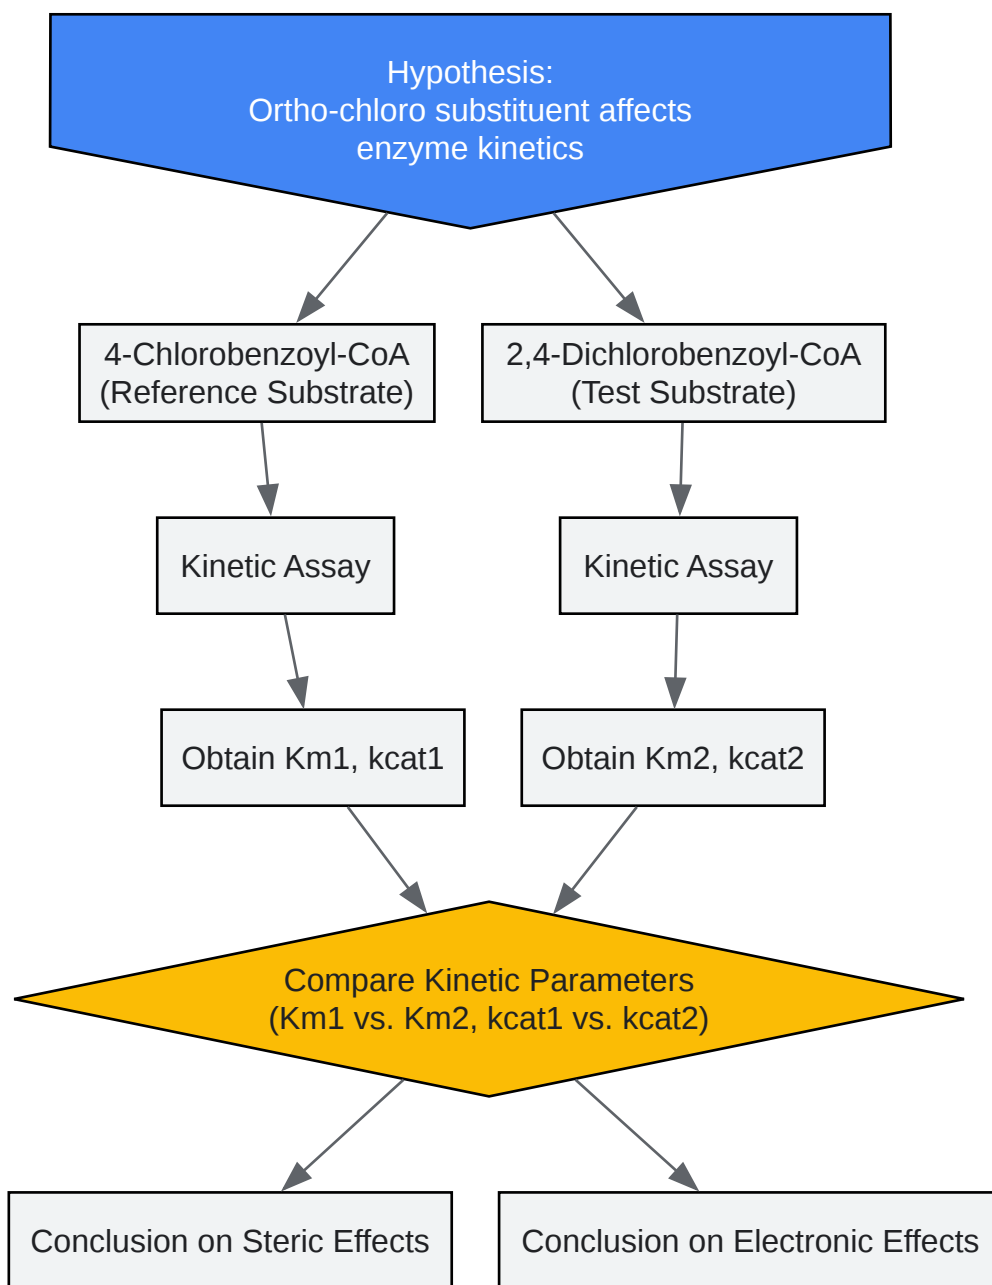 Hypothesis:
Ortho-chloro substituent affects
enzyme kinetics
4-Chlorobenzoyl-CoA
(Reference Substrate)
2,4-Dichlorobenzoyl-CoA
(Test Substrate)
Kinetic Assay
Kinetic Assay
Obtain Km1, kcat1
Obtain Km2, kcat2
Compare Kinetic Parameters
(Km1 vs. Km2, kcat1 vs. kcat2)
Conclusion on Steric Effects
Conclusion on Electronic Effects